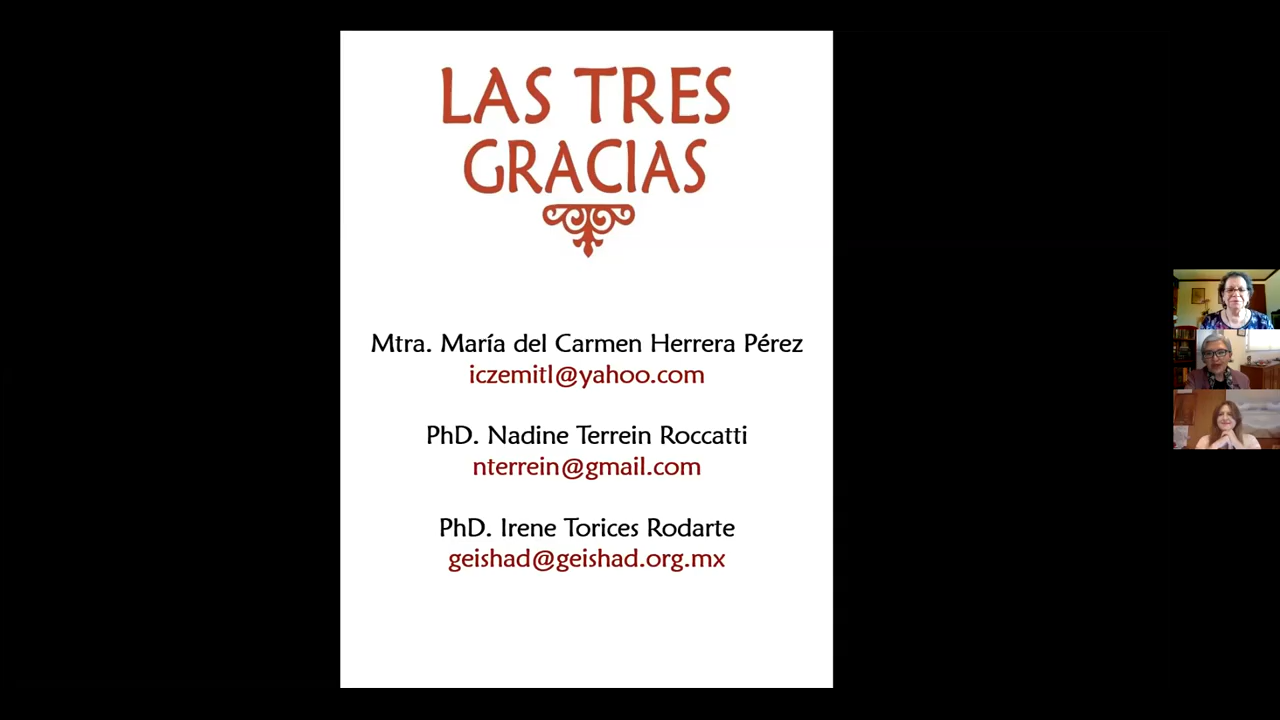 LAS TRES
GRACIAS
Mtra. María del Carmen Herrera Pérez
iczemitl@yahoo.com
PhD. Nadine Terrein Roccatti
nterrein@gmail.com
PhD. Irene Torices Rodarte
geishad@geishad.org.mx